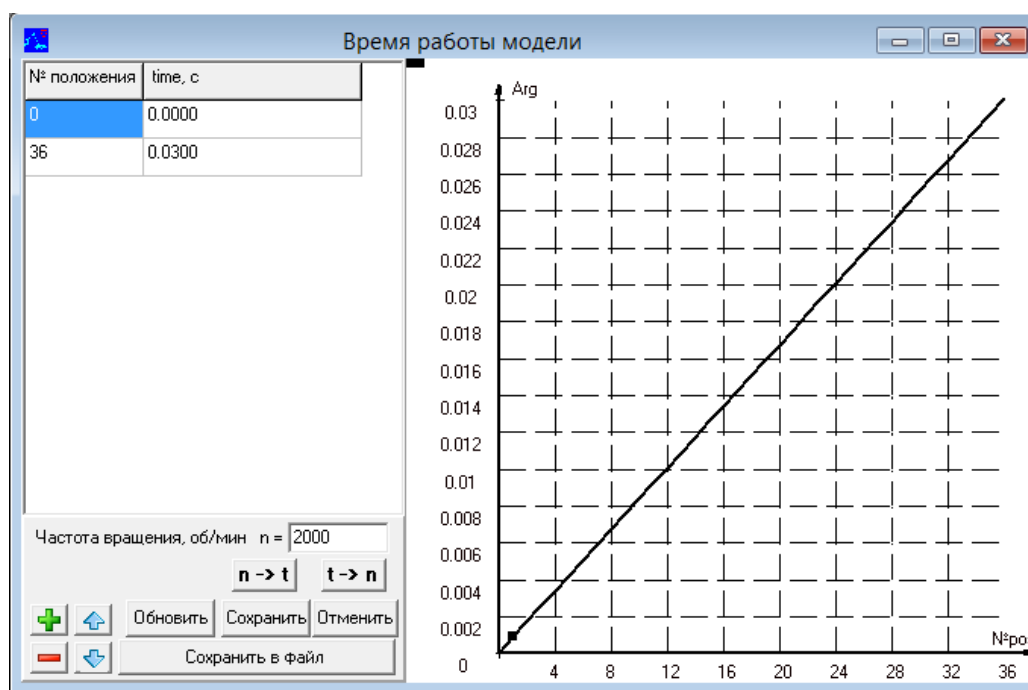 Время работы модели
№ положения time, с
0 0.0000
36 0.0300
Частота вращения, об/мин n = 2000
n -> t t -> n
Обновить Сохранить Отменить
Сохранить в файл
Arg
0.03
0.028
0.026
0.024
0.022
0.02
0.018
0.016
0.014
0.012
0.01
0.008
0.006
0.004
0.002
0
№po
4 8 12 16 20 24 28 32 36